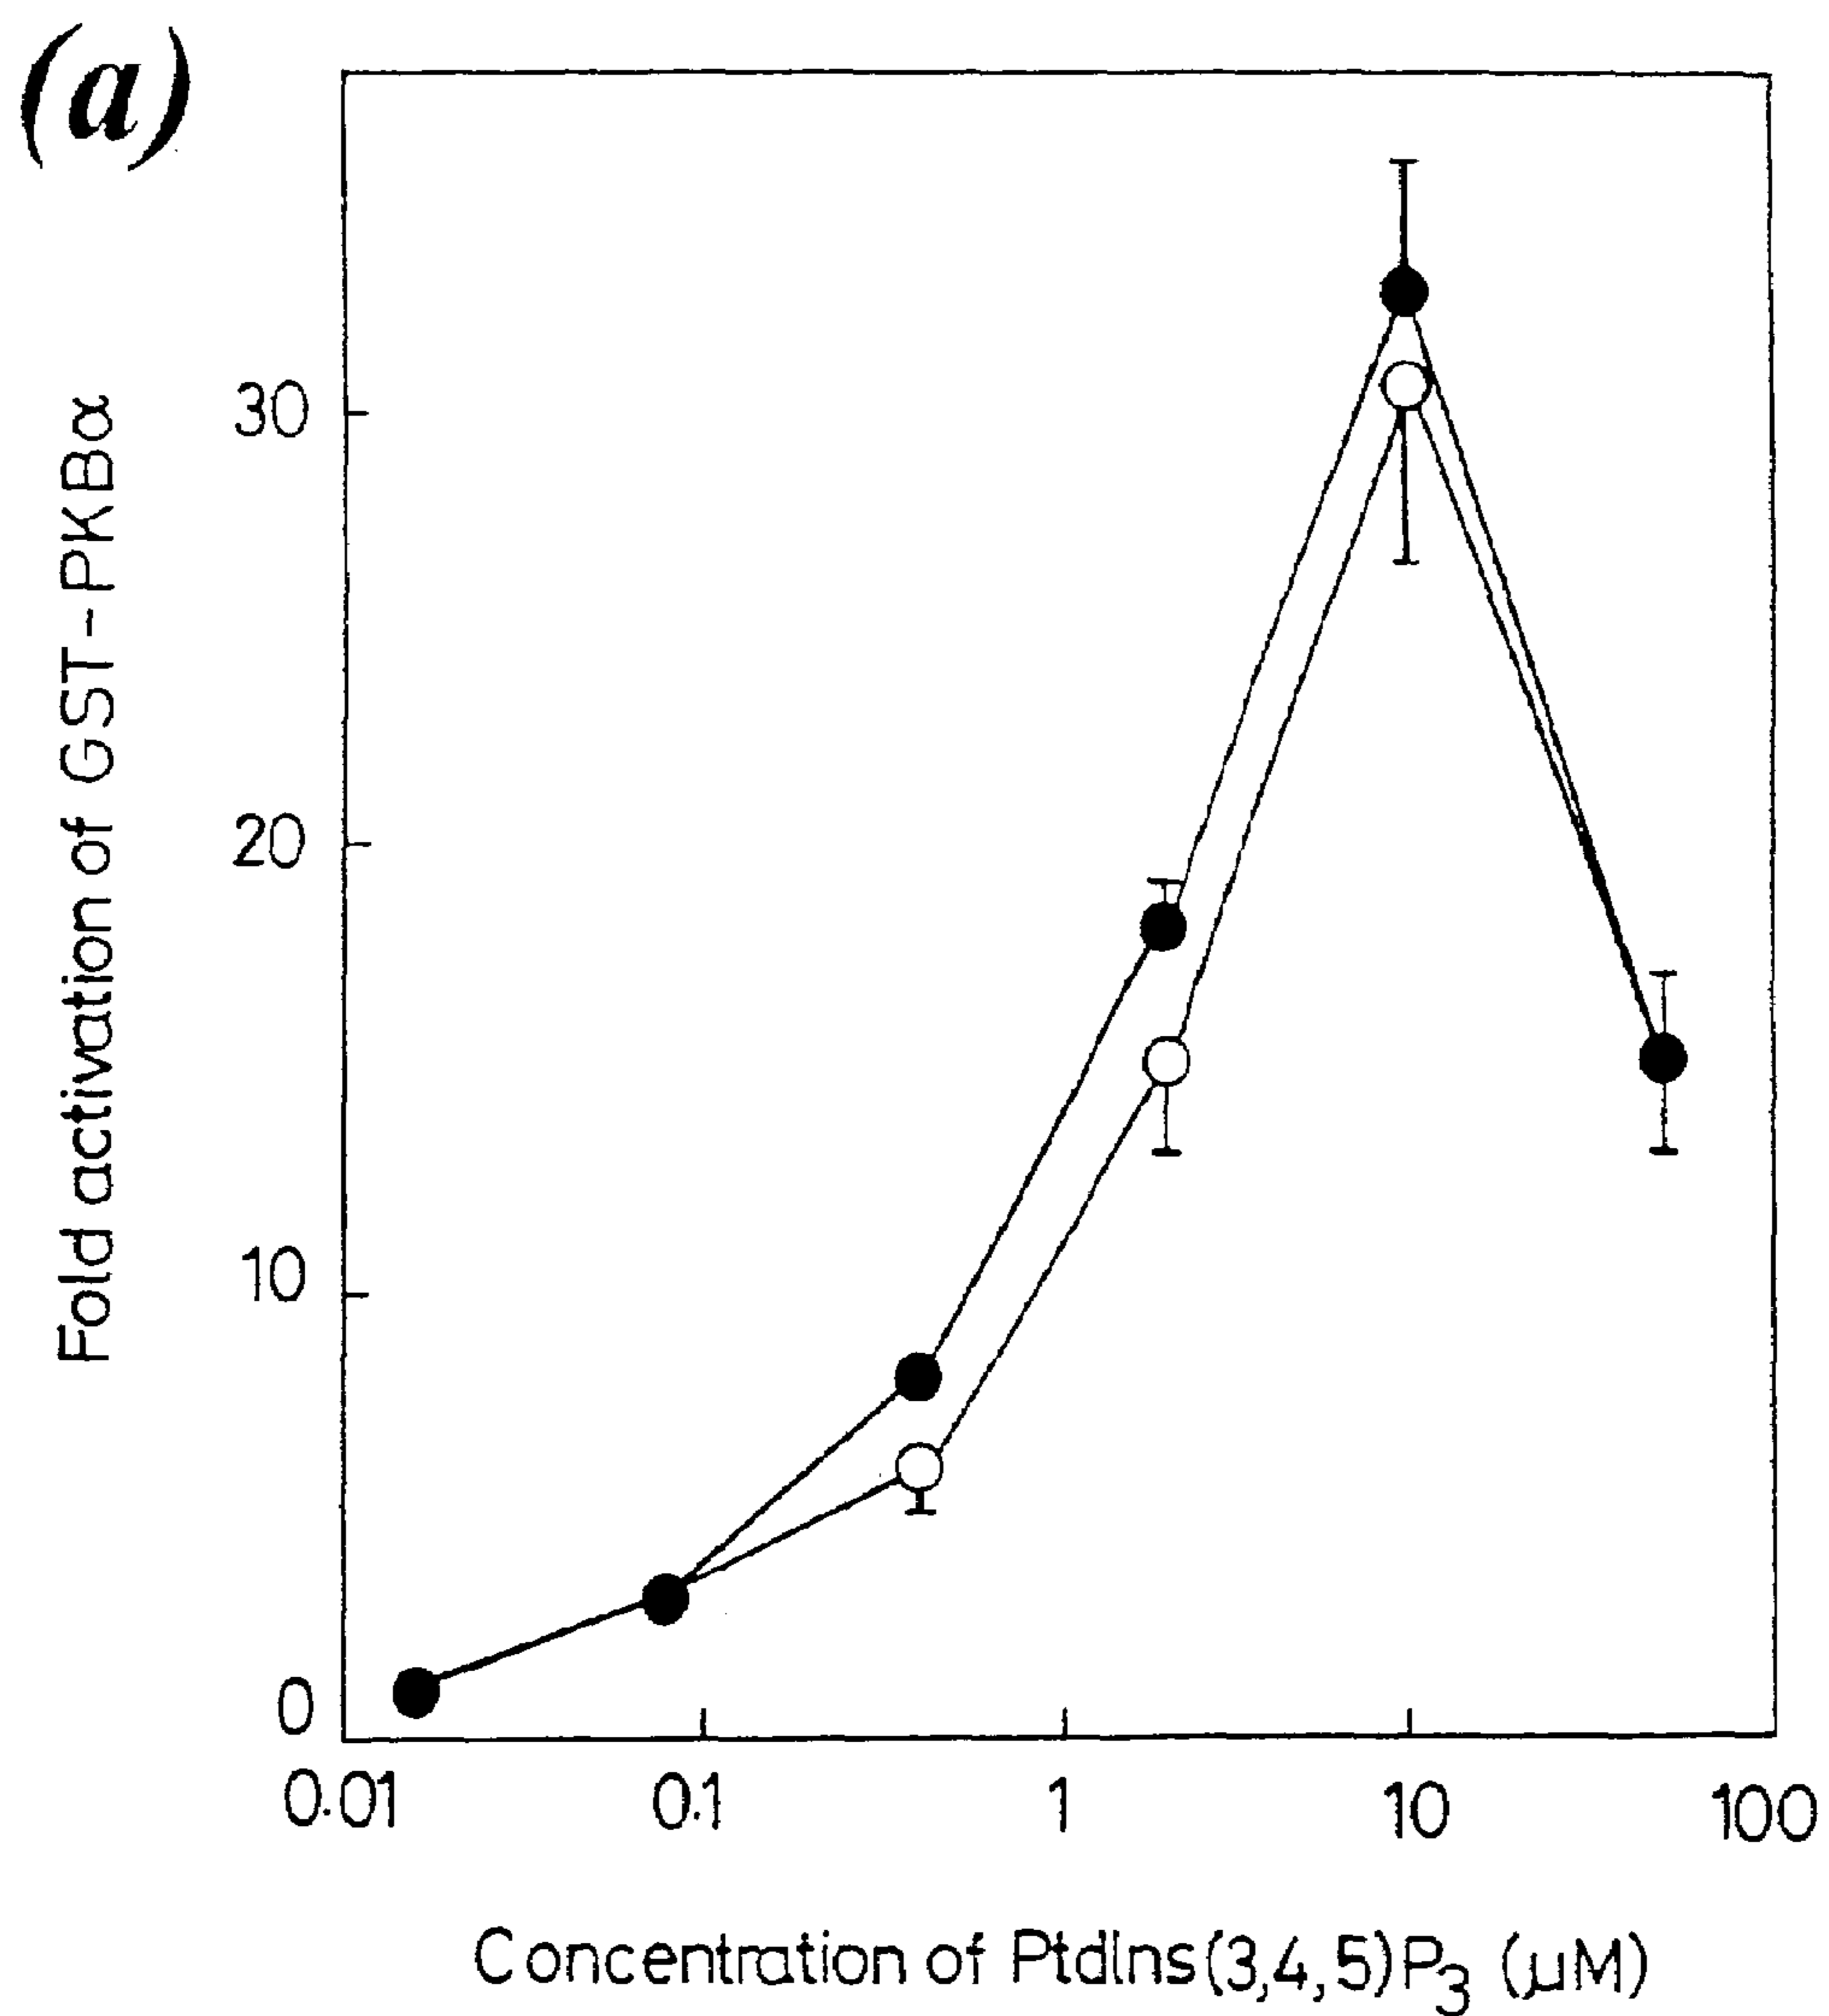 (a)
Fold activation of GST-PKBα
30
20
10
0
0.01 0.1 1 10 100
Concentration of PtdIns(3,4,5)P3 (μM)